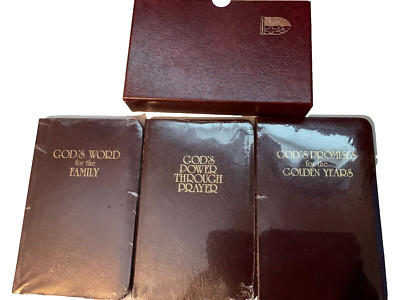 GOD'S WORD
for the
FAMILY
GOD'S
POWER
THROUGH
PRAYER
GOD'S PROMISES
for the
GOLDEN YEARS